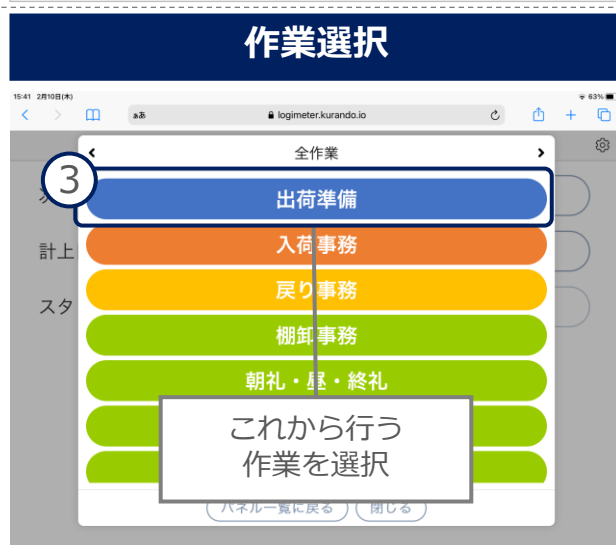 作業選択
15:41 2月10日(木)
63%
ああ
logimeter.kurando.io
全作業
3
出荷準備
入荷事務
計上
戻り事務
スタ
棚卸事務
朝礼・昼・終礼
これから行う
作業を選択
パネル一覧に戻る 閉じる